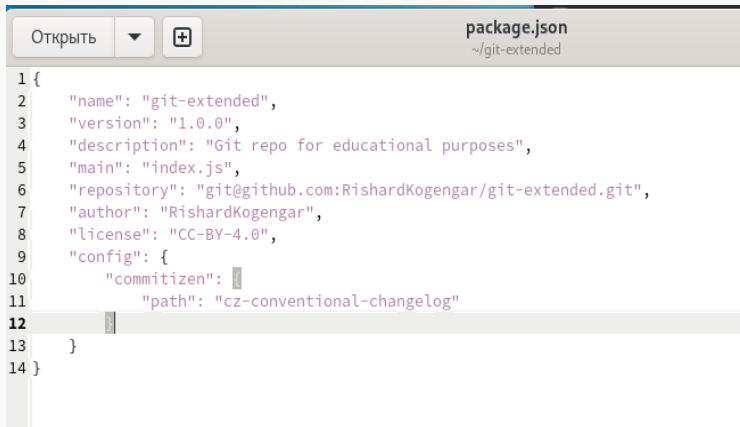 Открыть
package.json
~/git-extended
1 {
2     "name": "git-extended",
3     "version": "1.0.0",
4     "description": "Git repo for educational purposes",
5     "main": "index.js",
6     "repository": "git@github.com:RishardKogengar/git-extended.git",
7     "author": "RishardKogengar",
8     "license": "CC-BY-4.0",
9     "config": {
10         "commitizen": {
11             "path": "cz-conventional-changelog"
12         }
13     }
14 }